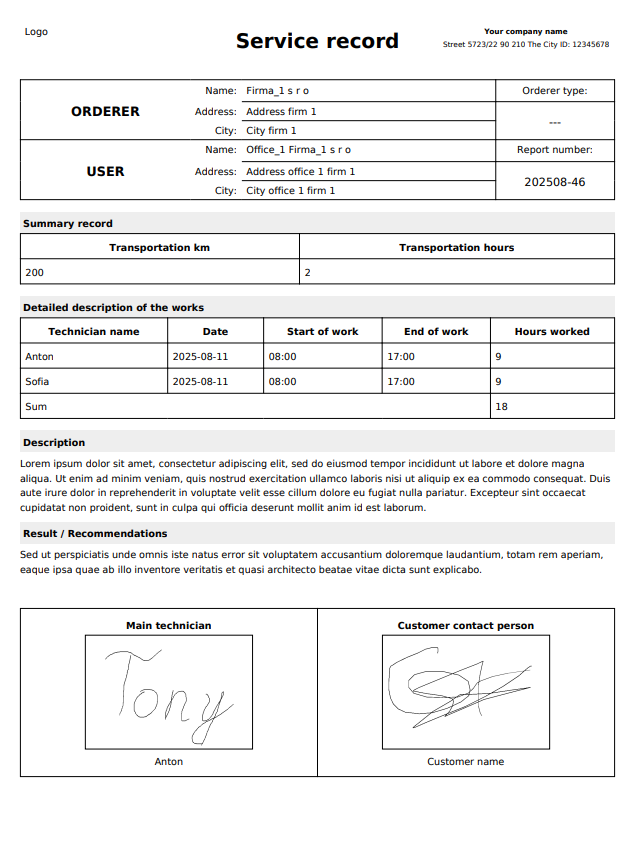 Logo
Service record
Your company name
Street 5723/22 90 210 The City ID: 12345678
ORDERER
Name: Firma_1 s r o
Address: Address firm 1
City: City firm 1
Orderer type:
---
USER
Name: Office_1 Firma_1 s r o
Address: Address office 1 firm 1
City: City office 1 firm 1
Report number:
202508-46
Summary record
Transportation km Transportation hours
200 2
Detailed description of the works
Technician name Date Start of work End of work Hours worked
Anton 2025-08-11 08:00 17:00 9
Sofia 2025-08-11 08:00 17:00 9
Sum 18
Description
Lorem ipsum dolor sit amet, consectetur adipiscing elit, sed do eiusmod tempor incididunt ut labore et dolore magna
aliqua. Ut enim ad minim veniam, quis nostrud exercitation ullamco laboris nisi ut aliquip ex ea commodo consequat. Duis
aute irure dolor in reprehenderit in voluptate velit esse cillum dolore eu fugiat nulla pariatur. Excepteur sint occaecat
cupidatat non proident, sunt in culpa qui officia deserunt mollit anim id est laborum.
Result / Recommendations
Sed ut perspiciatis unde omnis iste natus error sit voluptatem accusantium doloremque laudantium, totam rem aperiam,
eaque ipsa quae ab illo inventore veritatis et quasi architecto beatae vitae dicta sunt explicabo.
Main technician
Tony
Anton
Customer contact person
Customer name